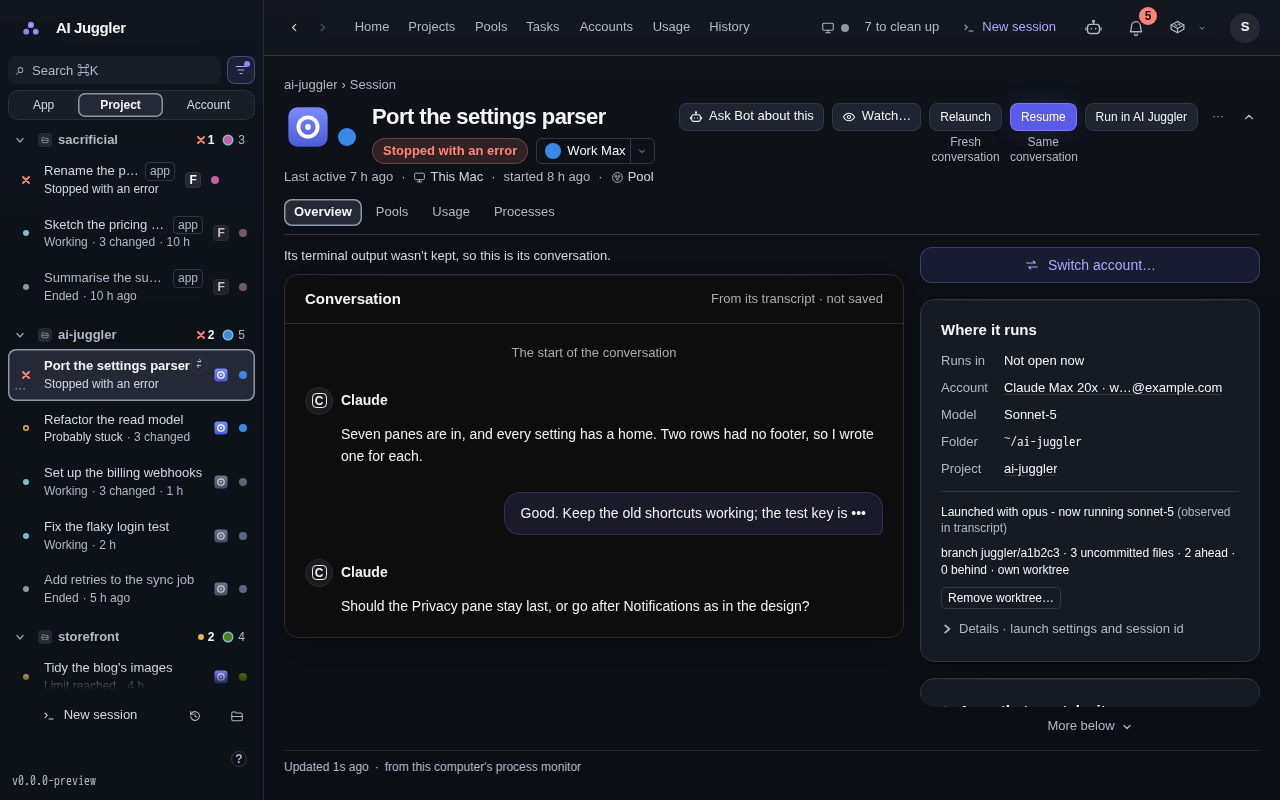 AI Juggler
Search ⌘K
App Project Account
sacrificial 1 3
Rename the p… app F
Stopped with an error
Sketch the pricing … app F
Working · 3 changed · 10 h
Summarise the su… app F
Ended · 10 h ago
ai-juggler 2 5
Port the settings parser
Stopped with an error
…
Refactor the read model
Probably stuck · 3 changed
Set up the billing webhooks
Working · 3 changed · 1 h
Fix the flaky login test
Working · 2 h
Add retries to the sync job
Ended · 5 h ago
storefront 2 4
Tidy the blog's images
Limit reached · 4 h
New session
?
v0.0.0-preview
Home Projects Pools Tasks Accounts Usage History 7 to clean up New session 5 S
ai-juggler › Session
Port the settings parser
Ask Bot about this Watch… Relaunch Resume Run in AI Juggler …
Fresh conversation Same conversation
Stopped with an error Work Max
Last active 7 h ago · This Mac · started 8 h ago · Pool
Overview Pools Usage Processes
Its terminal output wasn't kept, so this is its conversation.
Conversation From its transcript · not saved
The start of the conversation
C Claude
Seven panes are in, and every setting has a home. Two rows had no footer, so I wrote
one for each.
Good. Keep the old shortcuts working; the test key is •••
C Claude
Should the Privacy pane stay last, or go after Notifications as in the design?
Switch account…
Where it runs
Runs in Not open now
Account Claude Max 20x · w…@example.com
Model Sonnet-5
Folder ~/ai-juggler
Project ai-juggler
Launched with opus - now running sonnet-5 (observed
in transcript)
branch juggler/a1b2c3 · 3 uncommitted files · 2 ahead ·
0 behind · own worktree
Remove worktree…
Details · launch settings and session id
More below
Updated 1s ago · from this computer's process monitor